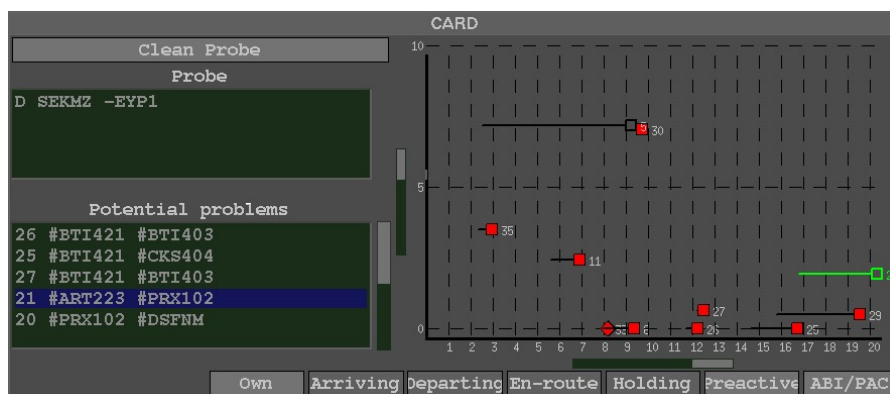 CARD
Clean Probe
Probe
D SEKMZ -EYP1
Potential problems
26 #BTI421 #BTI403
25 #BTI421 #CKS404
27 #BTI421 #BTI403
21 #ART223 #PRX102
20 #PRX102 #DSFNM
10
30
5
35
11
27
29
0
26
25
1 2 3 4 5 6 7 8 9 10 11 12 13 14 15 16 17 18 19 20
Own Arriving Departing En-route Holding Preactive ABI/PAC